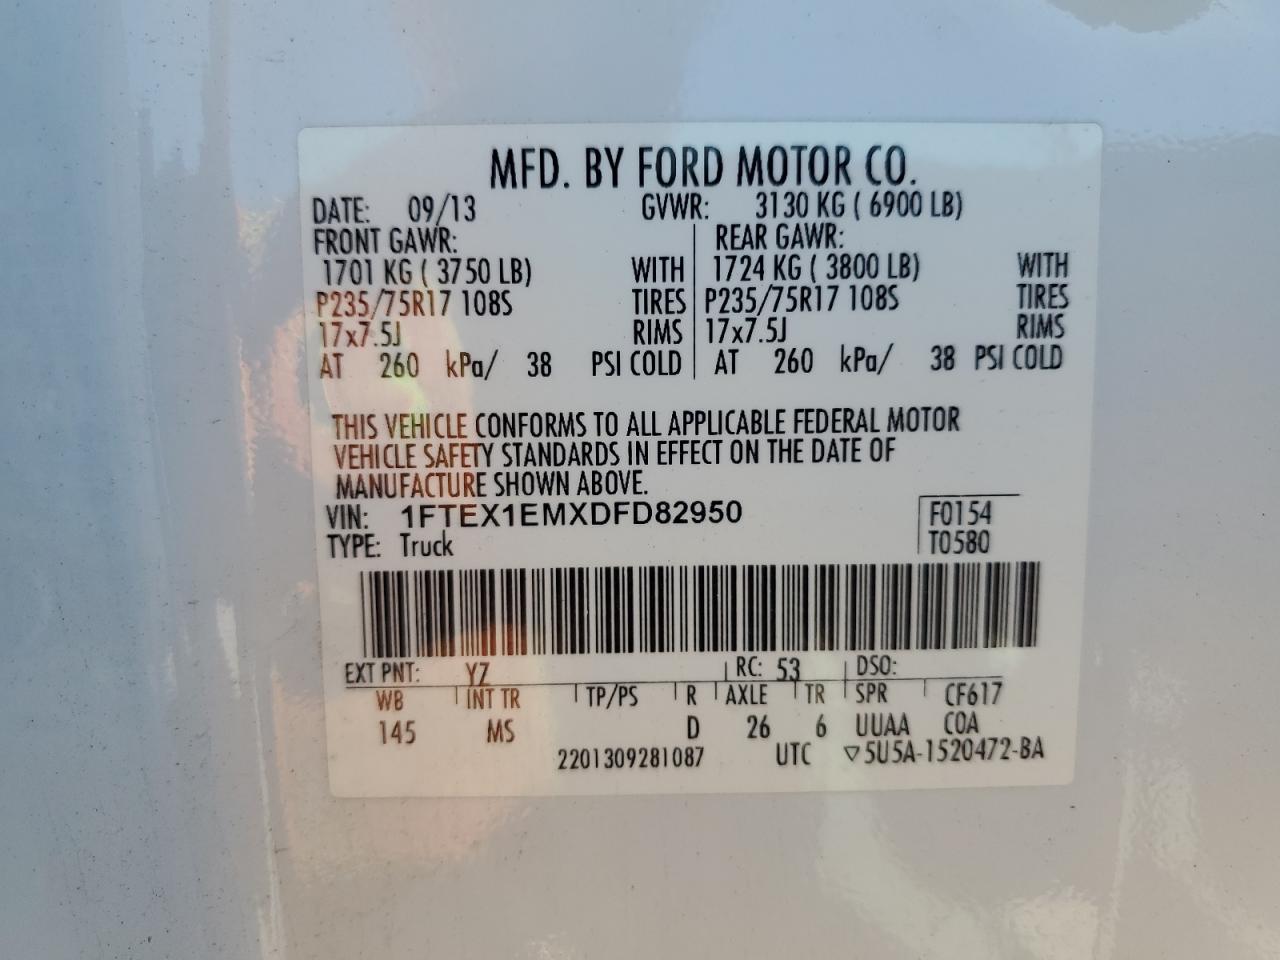 MFD. BY FORD MOTOR CO.
DATE: 09/13 GVWR: 3130 KG ( 6900 LB)
FRONT GAWR: REAR GAWR:
1701 KG ( 3750 LB) WITH 1724 KG ( 3800 LB) WITH
P235/75R17 108S TIRES P235/75R17 108S TIRES
17x7.5J RIMS 17x7.5J RIMS
AT 260 kPa/ 38 PSI COLD AT 260 kPa/ 38 PSI COLD
THIS VEHICLE CONFORMS TO ALL APPLICABLE FEDERAL MOTOR
VEHICLE SAFETY STANDARDS IN EFFECT ON THE DATE OF
MANUFACTURE SHOWN ABOVE.
VIN: 1FTEX1EMXDFD82950 F0154
TYPE: Truck T0580
EXT PNT: YZ RC: 53 DSO:
WB INT TR TP/PS R AXLE TR SPR CF617
145 MS D 26 6 UUAA COA
2201309281087 UTC ▽5U5A-1520472-BA